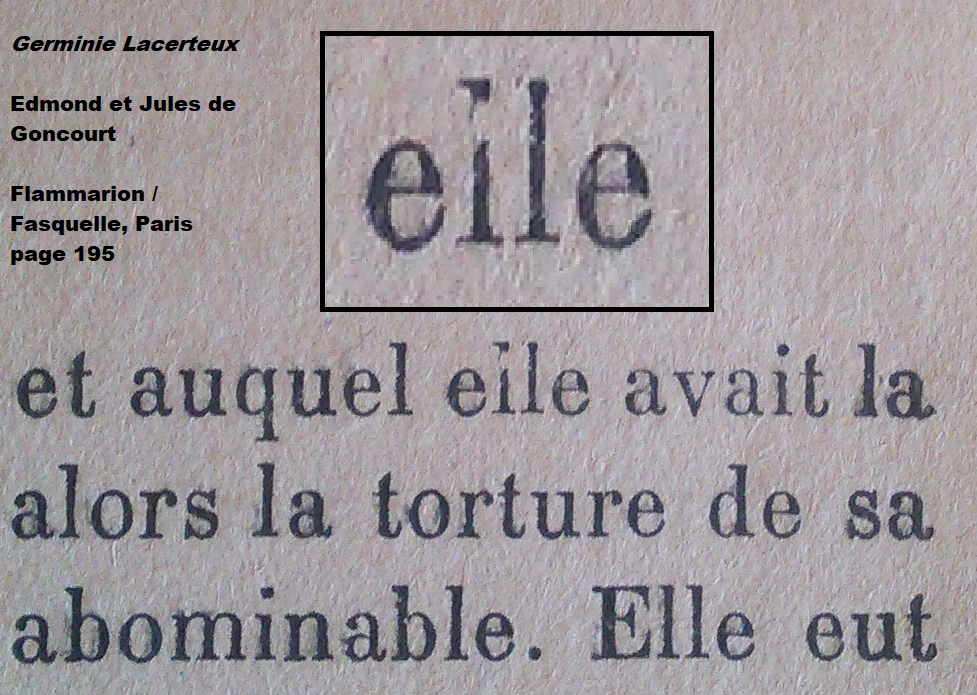 Germinie Lacerteux
Edmond et Jules de
Goncourt
Flammarion /
Fasquelle, Paris
page 195
eile
et auquel eile avait la
alors la torture de sa
abominable. Elle eut